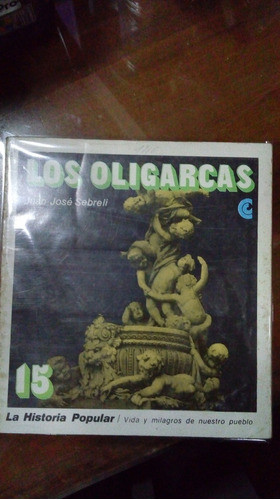 LOS OLIGARCAS
José Sebreli
15
La Historia Popular / Vida y milagros de nuestro pueblo